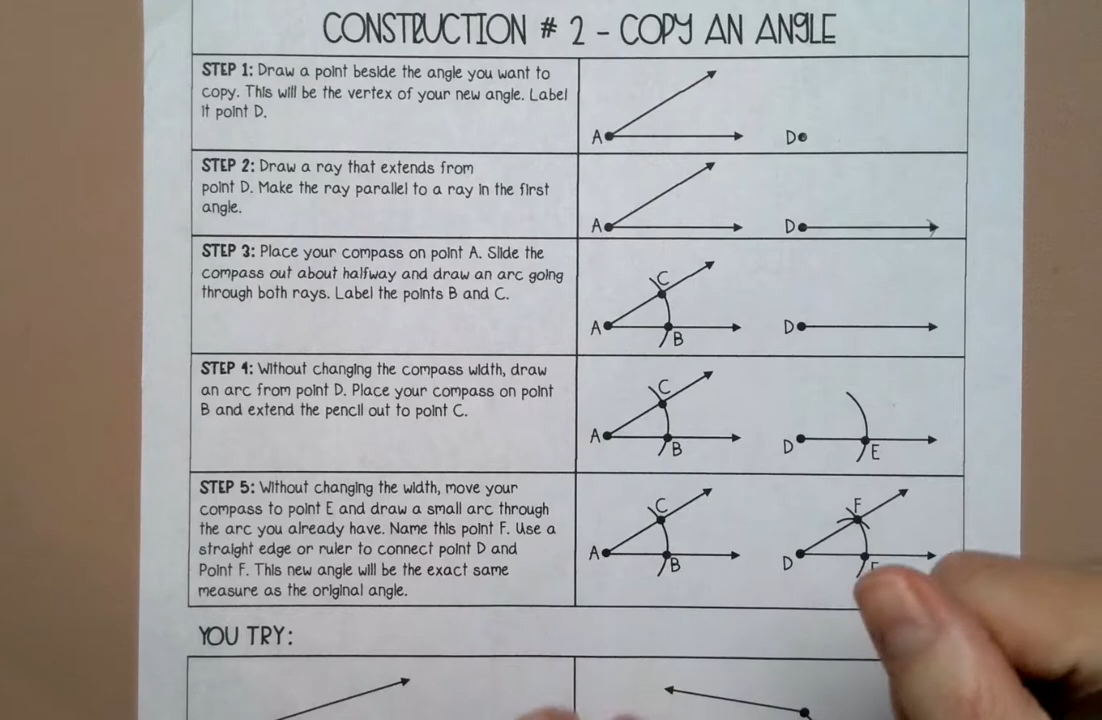 CONSTRUCTION # 2 - COPY AN ANGLE
STEP 1: Draw a point beside the angle you want to
copy. This will be the vertex of your new angle. Label
it point D.
A
D
STEP 2: Draw a ray that extends from
point D. Make the ray parallel to a ray in the first
angle.
A
D
STEP 3: Place your compass on point A. Slide the
compass out about halfway and draw an arc going
through both rays. Label the points B and C.
C
A
B
D
STEP 4: Without changing the compass width, draw
an arc from point D. Place your compass on point
B and extend the pencil out to point C.
C
A
B
D
E
STEP 5: Without changing the width, move your
compass to point E and draw a small arc through
the arc you already have. Name this point F. Use a
straight edge or ruler to connect point D and
Point F. This new angle will be the exact same
measure as the original angle.
C
A
B
F
D
YOU TRY: